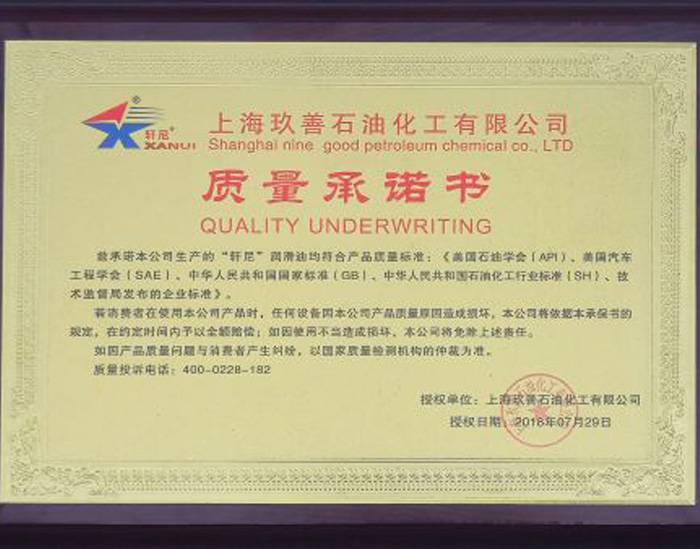 轩尼®
XANUI
上海玖善石油化工有限公司
Shanghai nine good petroleum chemical co., LTD
质量承诺书
QUALITY UNDERWRITING
兹承诺本公司生产的“轩尼”润滑油均符合产品质量标准：《美国石油学会(API)、美国汽车
工程学会(SAE)、中华人民共和国国家标准(GB)、中华人民共和国石油化工行业标准(SH)、技
术监督局发布的企业标准》。
若消费者在使用本公司产品时，任何设备因本公司产品质量原因造成损坏，本公司将依据本承保书的
规定，在约定时间内予以全额赔偿；如因使用不当造成损坏、本公司将免除上述责任。
如因产品质量问题与消费者产生纠纷，以国家质量检测机构的仲裁为准。
质量投诉电话：400-0228-182
授权单位：上海玖善石油化工有限公司
授权日期：2018年07月29日